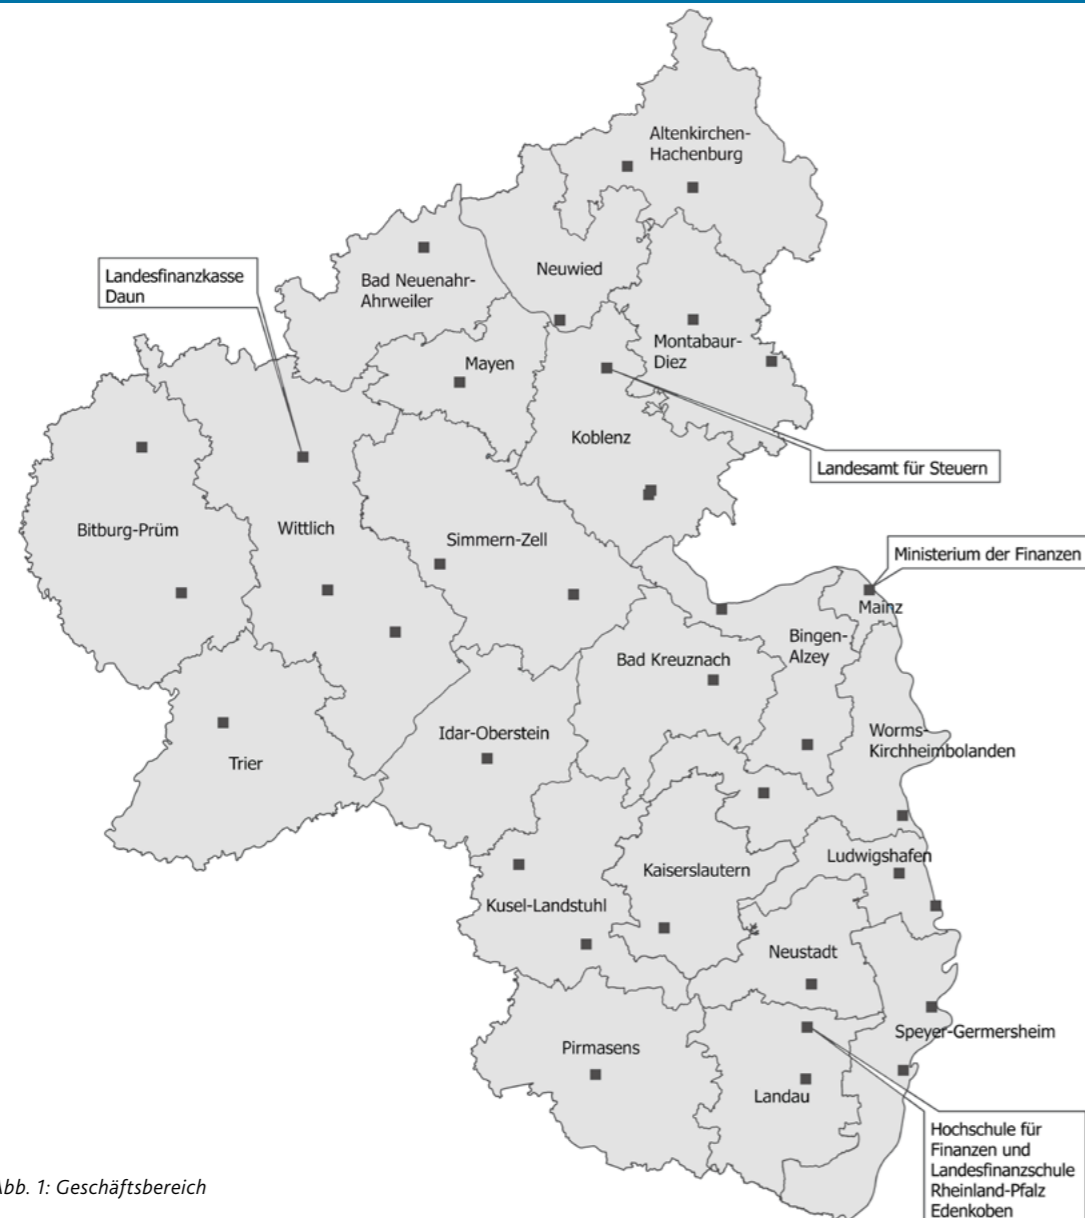 Altenkirchen-
Hachenburg
Landesfinanzkasse
Daun
Bad Neuenahr-
Ahrweiler
Neuwied
Mayen
Montabaur-
Diez
Koblenz
Landesamt für Steuern
Bitburg-Prüm
Wittlich
Simmern-Zell
Ministerium der Finanzen
Mainz
Bingen-
Alzey
Bad Kreuznach
Idar-Oberstein
Trier
Worms-
Kirchheimbolanden
Ludwigshafen
Kaiserslautern
Kusel-Landstuhl
Neustadt
Speyer-Germersheim
Pirmasens
Landau
Hochschule für
Finanzen und
Landesfinanzschule
Rheinland-Pfalz
Edenkoben
Abb. 1: Geschäftsbereich